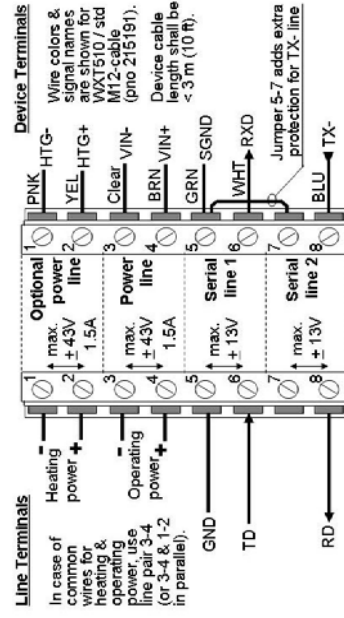 Line Terminals
In case of
common
wires for
heating &
operating
power, use
line pair 3-4
(or 3-4 & 1-2
in parallel).
-
Heating
power +
-
Operating
power +
GND
TD
RD
1
2
3
4
5
6
7
8
max.
± 43V
1.5A
Optional
power
line
max.
± 43V
1.5A
Power
line
max.
± 13V
Serial
line 1
max.
± 13V
Serial
line 2
1
2
3
4
5
6
7
8
PNK
HTG-
YEL
HTG+
Clear
VIN-
BRN
VIN+
GRN
SGND
WHT
RXD
BLU
TX-
Device Terminals
Wire colors &
signal names
are shown for
WXT510 / std
M12-cable
(pno 215191).
Device cable
length shall be
< 3 m (10 ft).
Jumper 5-7 adds extra
protection for TX- line